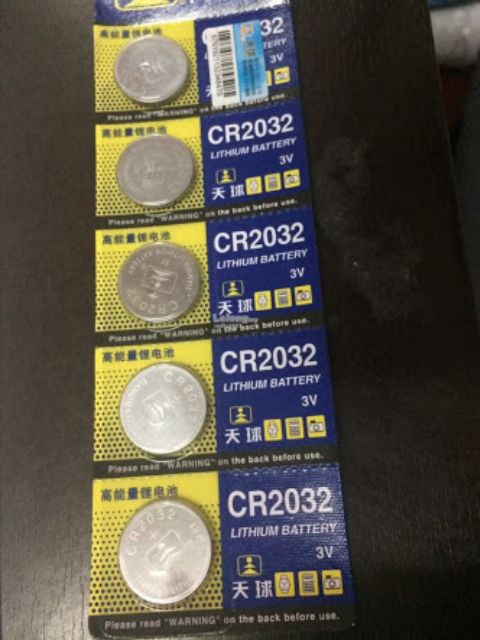 高能量锂电池
32
3V
天
Please read "WARNING" on the back before use.
高能量锂电池
CR2032
LITHIUM BATTERY
3V
天球
Please read "WARNING" on the back before use.
高能量锂电池
CR2032
LITHIUM BATTERY
3V
天球
CR2032
Please read "WARNING" on the back before use.
高能量锂电池
CR2032
LITHIUM BATTERY
3V
天球
CR2032
Please read "WARNING" on the back before use.
高能量锂电池
CR2032
LITHIUM BATTERY
3V
天球
CR2032
Please read "WARNING" on the back before use.